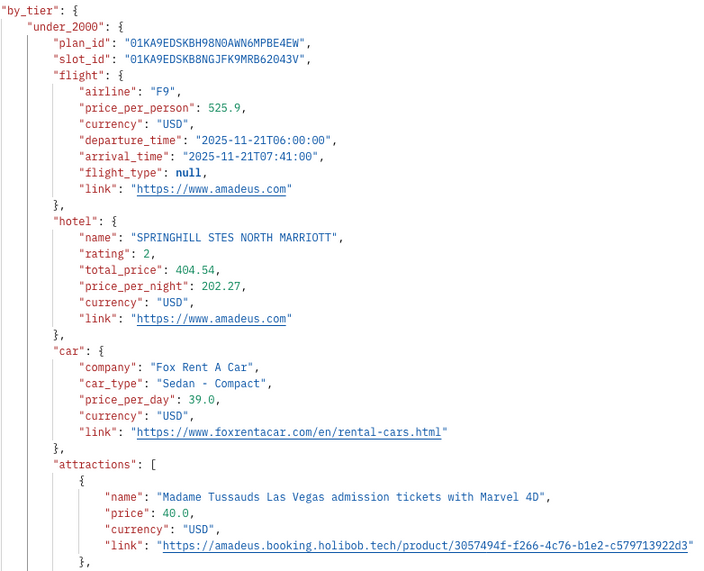 "by_tier": {
"under_2000": {
"plan_id": "01KA9EDSKBH98N0AWN6MPBE4EW",
"slot_id": "01KA9EDSKB8NGJFK9MRB62043V",
"flight": {
"airline": "F9",
"price_per_person": 525.9,
"currency": "USD",
"departure_time": "2025-11-21T06:00:00",
"arrival_time": "2025-11-21T07:41:00",
"flight_type": null,
"link": "https://www.amadeus.com"
},
"hotel": {
"name": "SPRINGHILL STES NORTH MARRIOTT",
"rating": 2,
"total_price": 404.54,
"price_per_night": 202.27,
"currency": "USD",
"link": "https://www.amadeus.com"
},
"car": {
"company": "Fox Rent A Car",
"car_type": "Sedan - Compact",
"price_per_day": 39.0,
"currency": "USD",
"link": "https://www.foxrentacar.com/en/rental-cars.html"
},
"attractions": [
{
"name": "Madame Tussauds Las Vegas admission tickets with Marvel 4D",
"price": 40.0,
"currency": "USD",
"link": "https://amadeus.booking.holibob.tech/product/3057494f-f266-4c76-b1e2-c579713922d3"
},